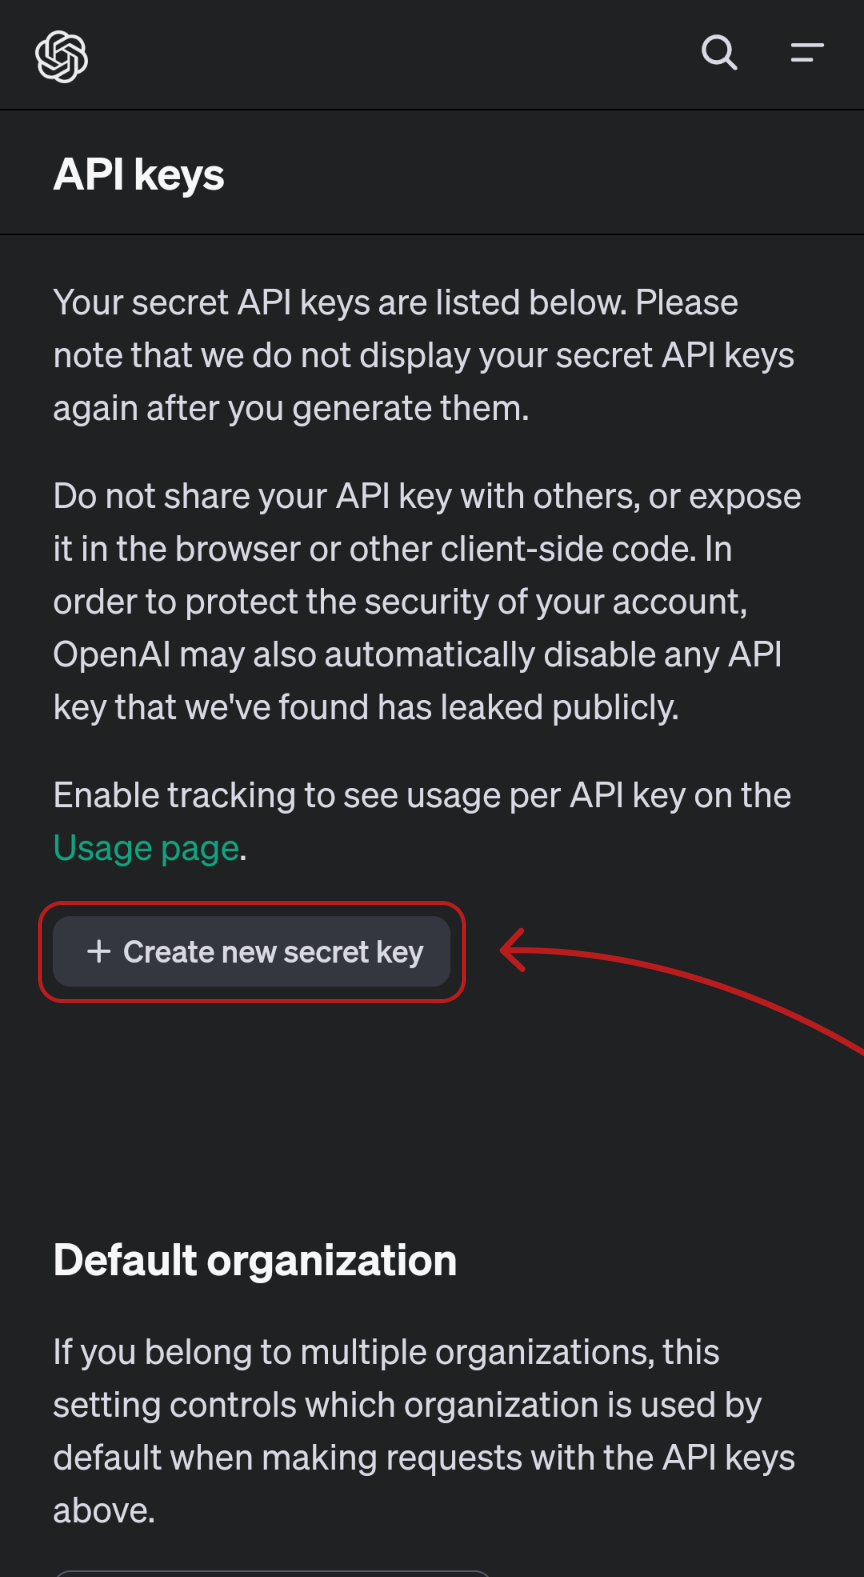 API keys
Your secret API keys are listed below. Please
note that we do not display your secret API keys
again after you generate them.
Do not share your API key with others, or expose
it in the browser or other client-side code. In
order to protect the security of your account,
OpenAI may also automatically disable any API
key that we've found has leaked publicly.
Enable tracking to see usage per API key on the
Usage page.
+ Create new secret key
Default organization
If you belong to multiple organizations, this
setting controls which organization is used by
default when making requests with the API keys
above.